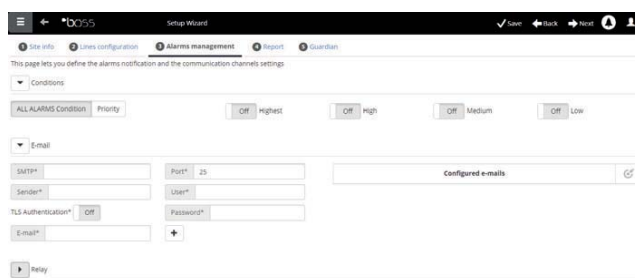 boss Setup Wizard Save Back Next
1 Site info 2 Lines configuration 3 Alarms management 4 Report 5 Guardian
This page lets you define the alarms notification and the communication channels settings
Conditions
ALL ALARMS Condition Priority Off Highest Off High Off Medium Off Low
E-mail
SMTP* Port* 25 Configured e-mails
Sender* User*
TLS Authentication* Off Password*
E-mail* +
Relay